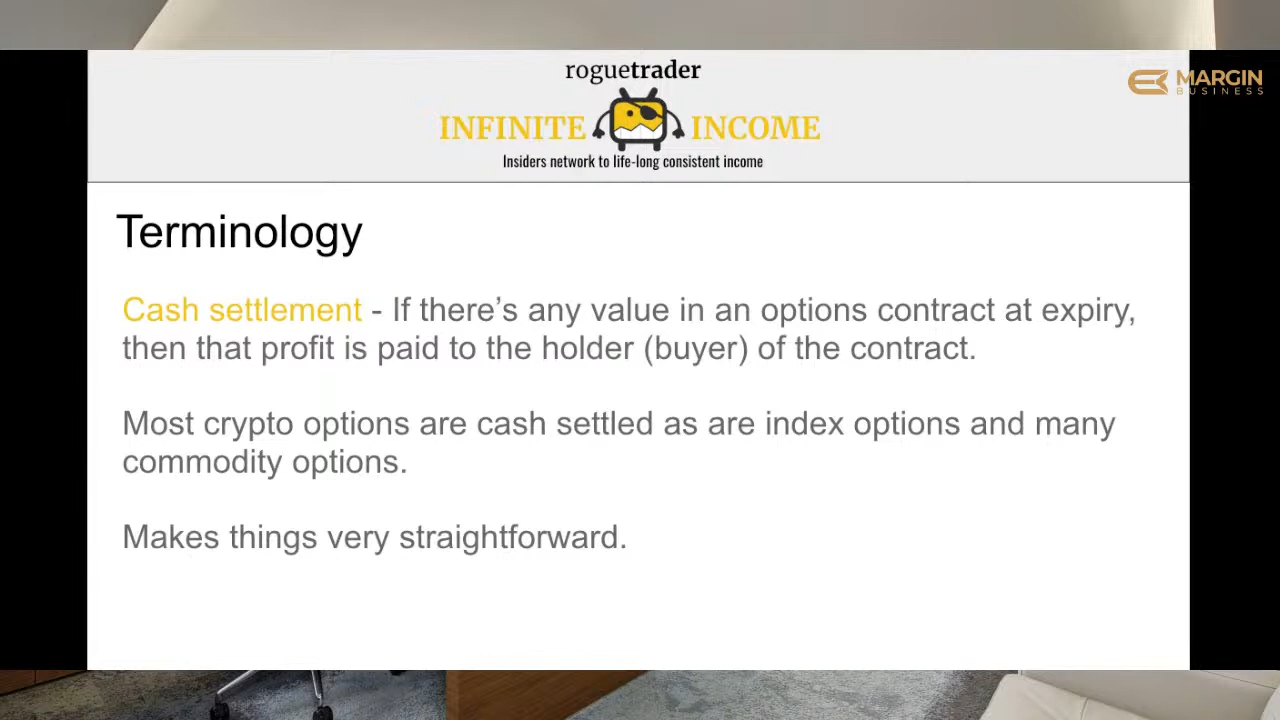 roguetrader
INFINITE INCOME
Insiders network to life-long consistent income
MARGIN
BUSINESS
Terminology
Cash settlement - If there’s any value in an options contract at expiry,
then that profit is paid to the holder (buyer) of the contract.
Most crypto options are cash settled as are index options and many
commodity options.
Makes things very straightforward.